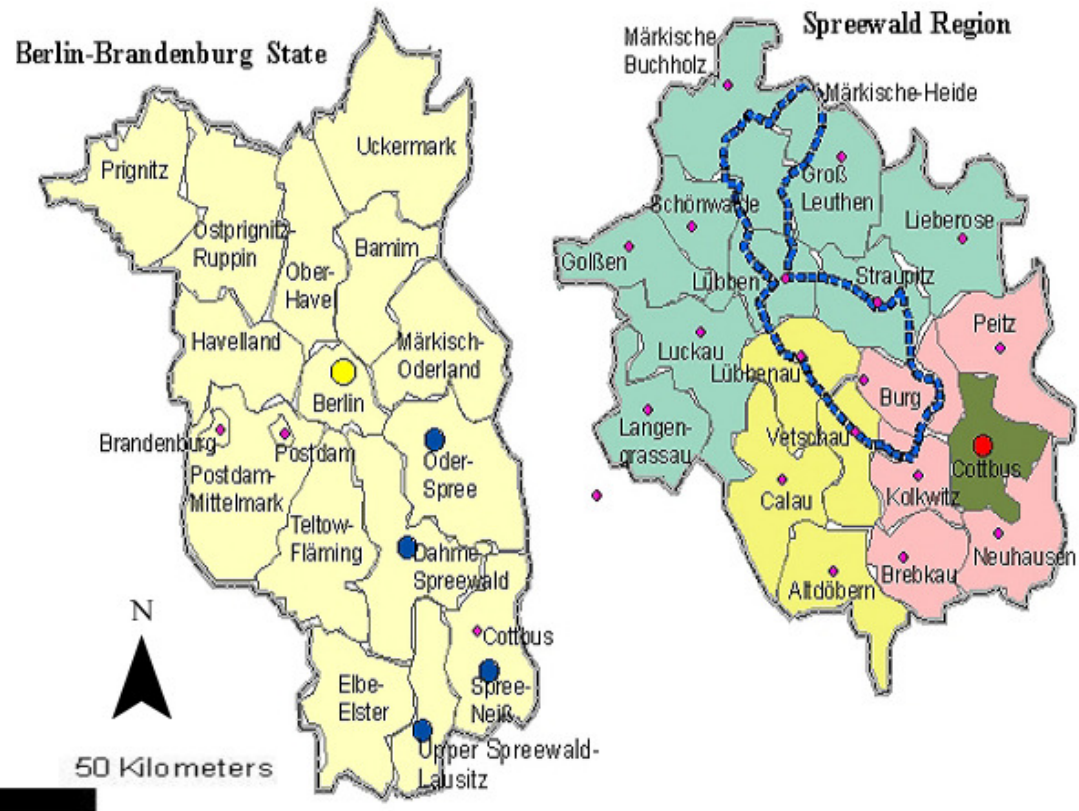 Berlin-Brandenburg State
Prignitz
Uckermark
Ostprignitz-
Ruppin
Ober-
Havel
Bamim
Havelland
Märkisch-
Oderland
Berlin
Brandenburg
Postdam
Postdam-
Mittelmark
Oder-
Spree
Teltow-
Fläming
Dahme
Spreewald
Cottbus
Elbe-
Elster
Spree-
Neiß
Upper Spreewald-
Lausitz
N
50 Kilometers
Spreewald Region
Märkische
Buchholz
Märkische-Heide
Groß
Leuthen
Schönwalde
Lieberose
Golßen
Lübben
Straupitz
Peitz
Luckau
Lübbenau
Burg
Langen-
grassau
Vetschau
Cottbus
Calau
Kolkwitz
Neuhausen
Brebkau
Altdöbern